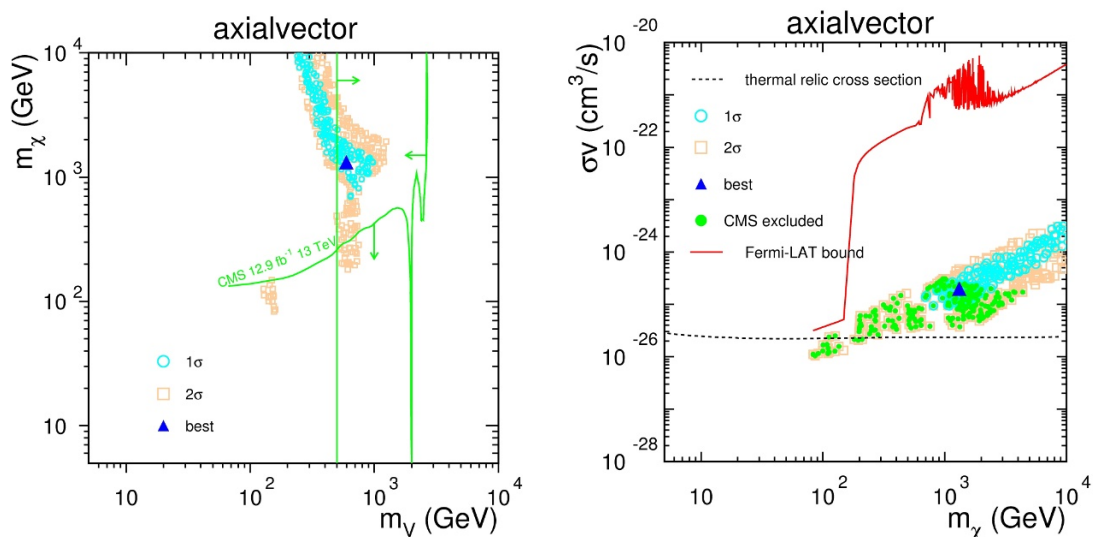 axialvector
m_χ (GeV)
10^4
10^3
10^2
10
CMS 12.9 fb^-1 13 TeV
1σ
2σ
best
10
10^2
10^3
10^4
m_V (GeV)
axialvector
σv (cm^3/s)
10^-20
10^-22
10^-24
10^-26
10^-28
thermal relic cross section
1σ
2σ
best
CMS excluded
Fermi-LAT bound
10
10^2
10^3
10^4
m_χ (GeV)